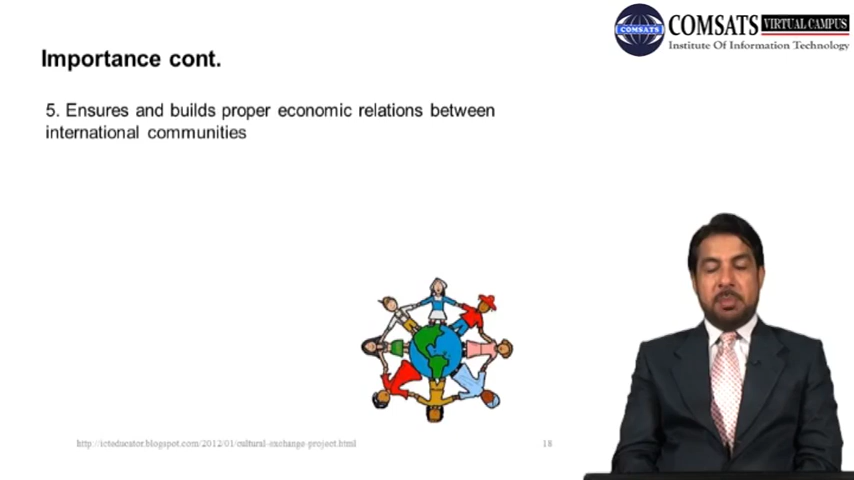 COMSATS VIRTUAL CAMPUS
COMSATS
Institute Of Information Technology
Importance cont.
5. Ensures and builds proper economic relations between
international communities
http://icteducator.blogspot.com/2012/01/cultural-exchange-project.html
18